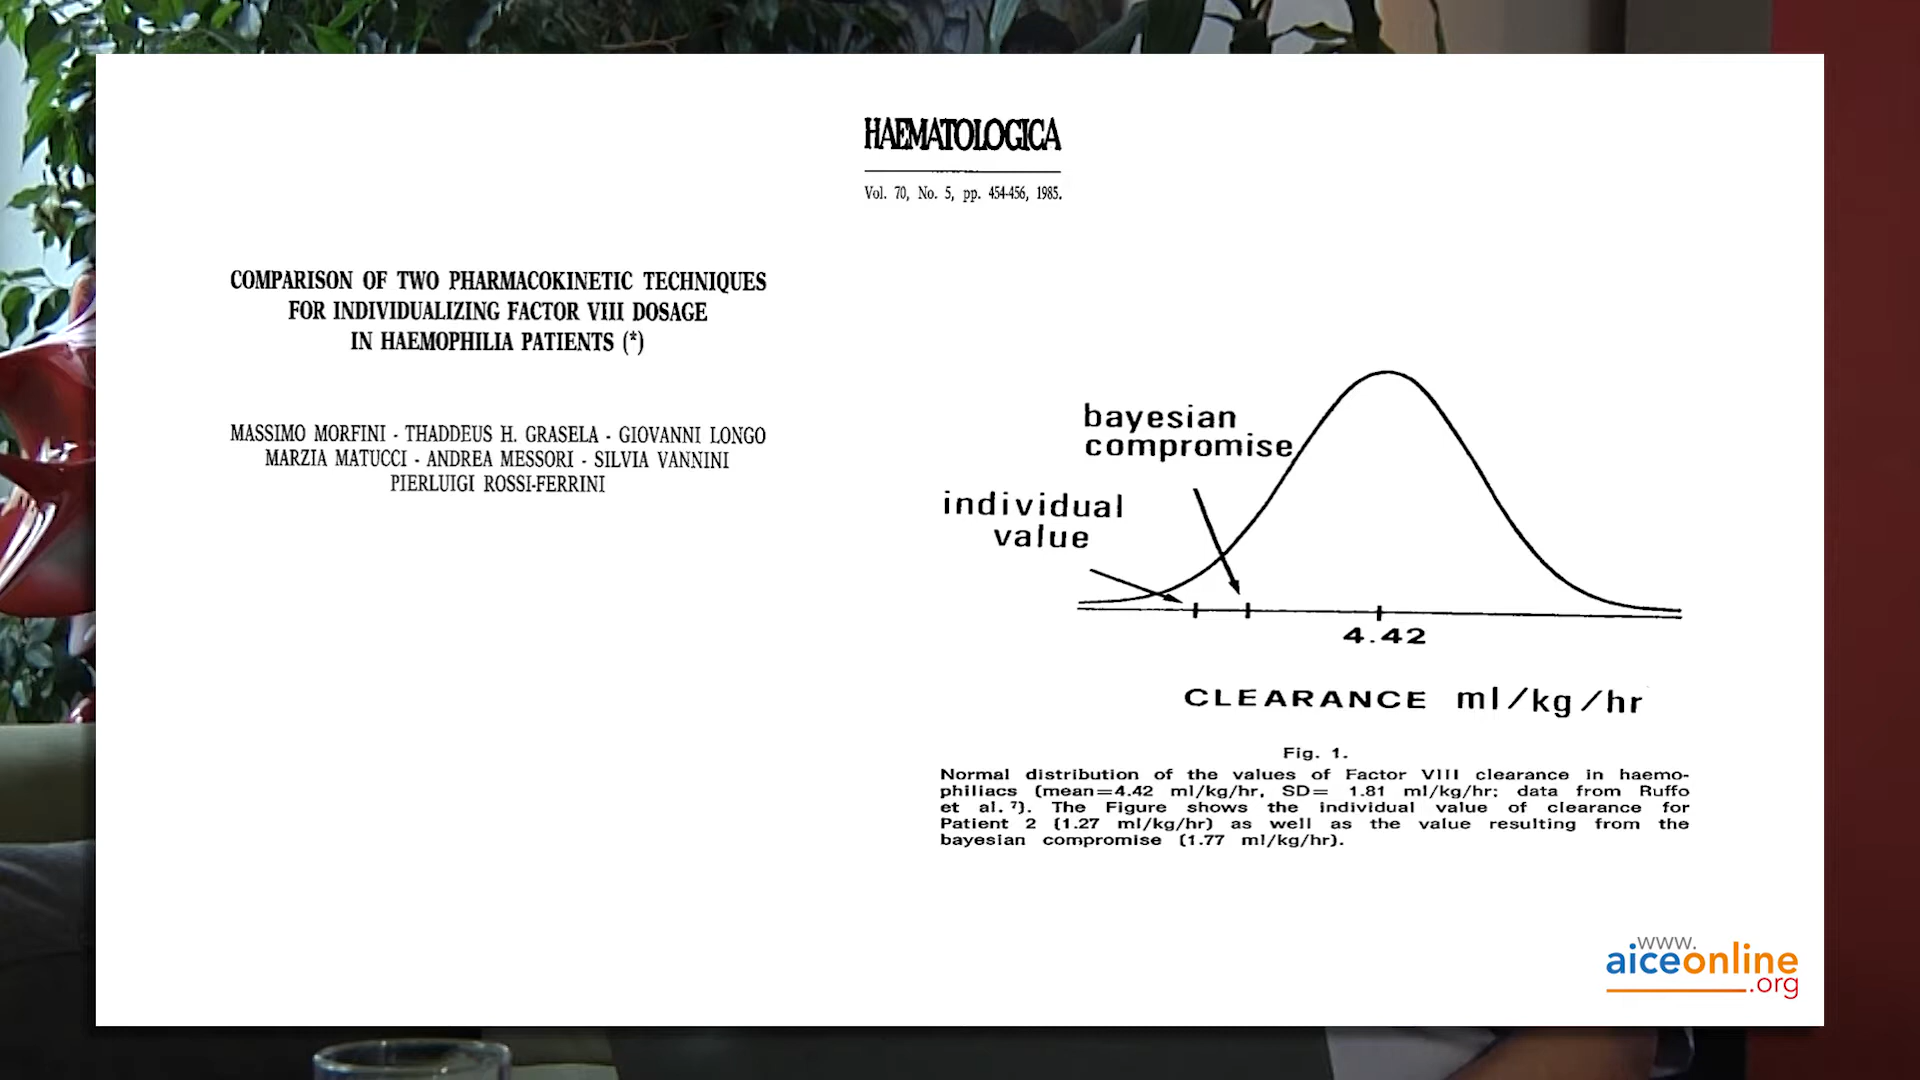 HAEMATOLOGICA
Vol. 70, No. 5, pp. 454-456, 1985.
COMPARISON OF TWO PHARMACOKINETIC TECHNIQUES
FOR INDIVIDUALIZING FACTOR VIII DOSAGE
IN HAEMOPHILIA PATIENTS (*)
MASSIMO MORFINI - THADDEUS H. GRASELA - GIOVANNI LONGO
MARZIA MATUCCI - ANDREA MESSORI - SILVIA VANNINI
PIERLUIGI ROSSI-FERRINI
bayesian
compromise
individual
value
4.42
CLEARANCE ml/kg/hr
Fig. 1.
Normal distribution of the values of Factor VIII clearance in haemo-
philiacs (mean=4.42 ml/kg/hr, SD= 1.81 ml/kg/hr; data from Ruffo
et al.⁷). The Figure shows the individual value of clearance for
Patient 2 (1.27 ml/kg/hr) as well as the value resulting from the
bayesian compromise (1.77 ml/kg/hr).
www.
aiceonline
.org